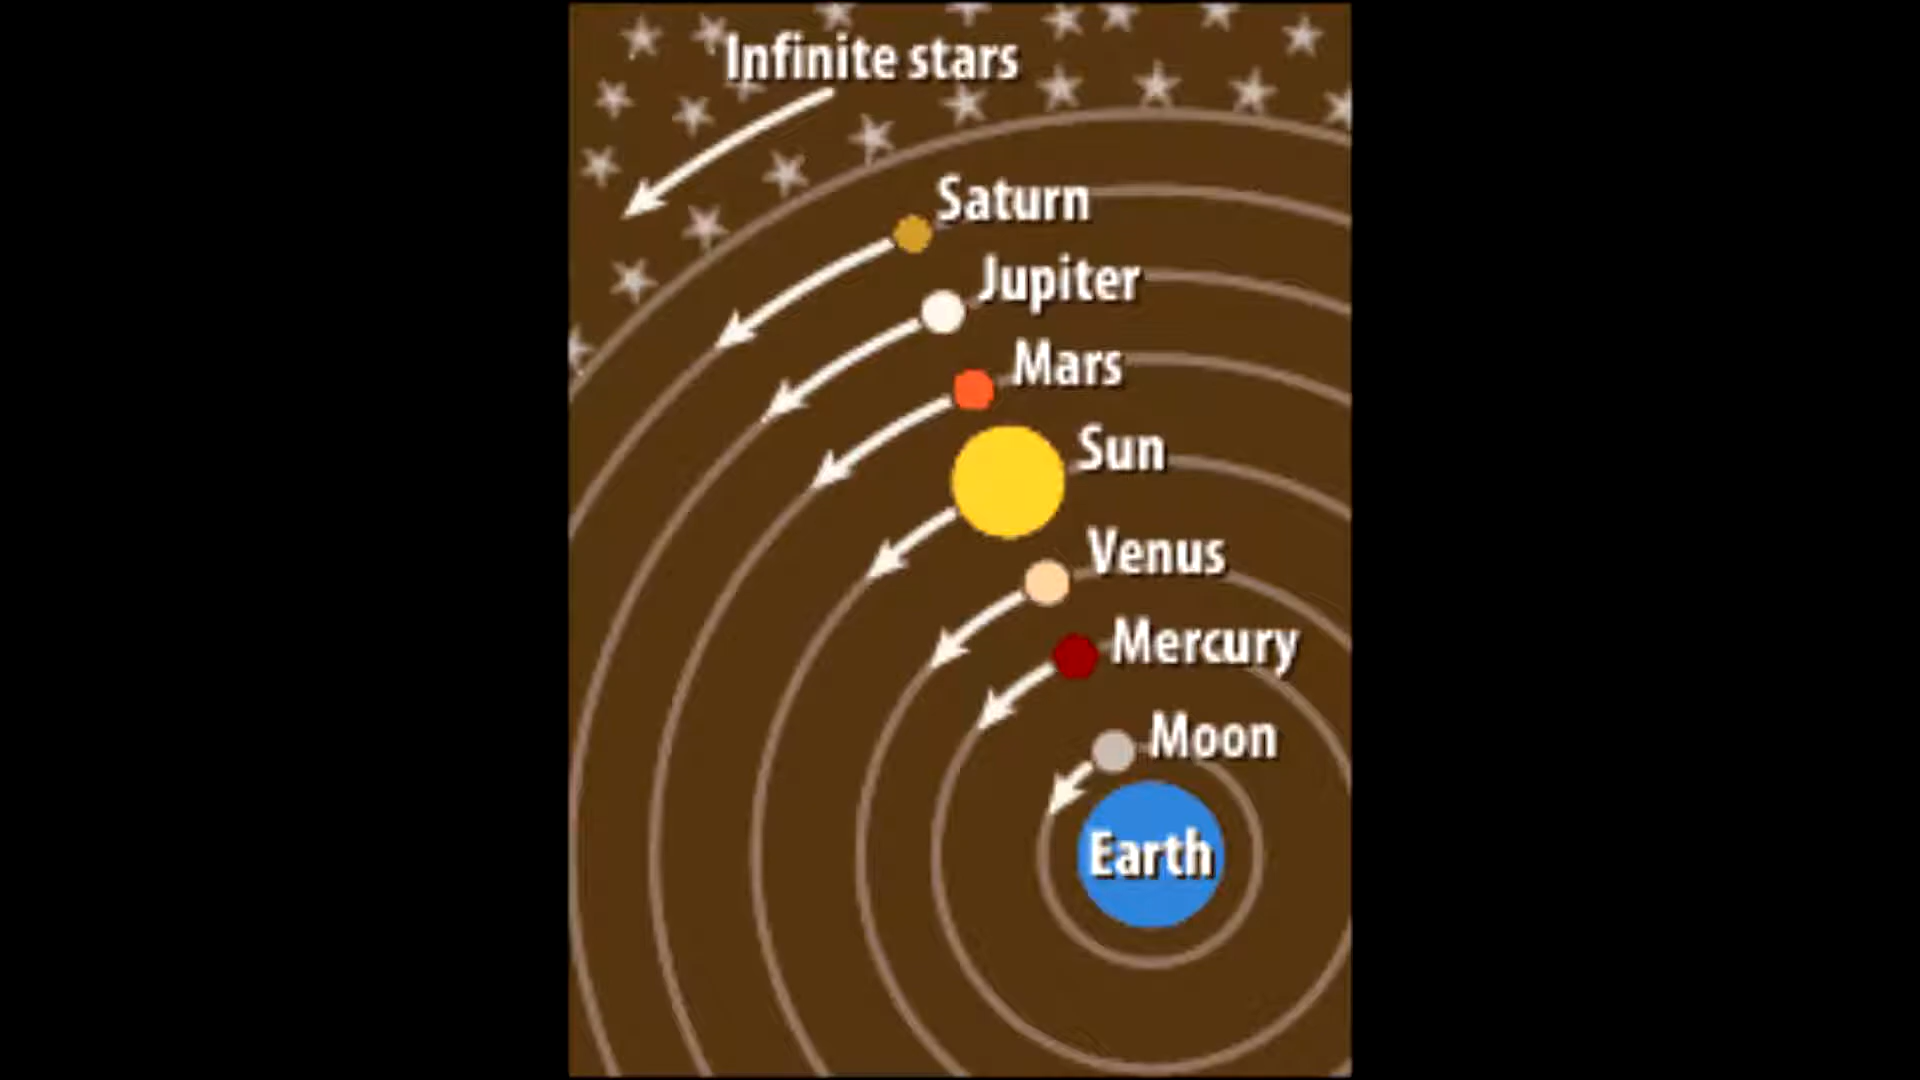 Infinite stars
Saturn
Jupiter
Mars
Sun
Venus
Mercury
Moon
Earth